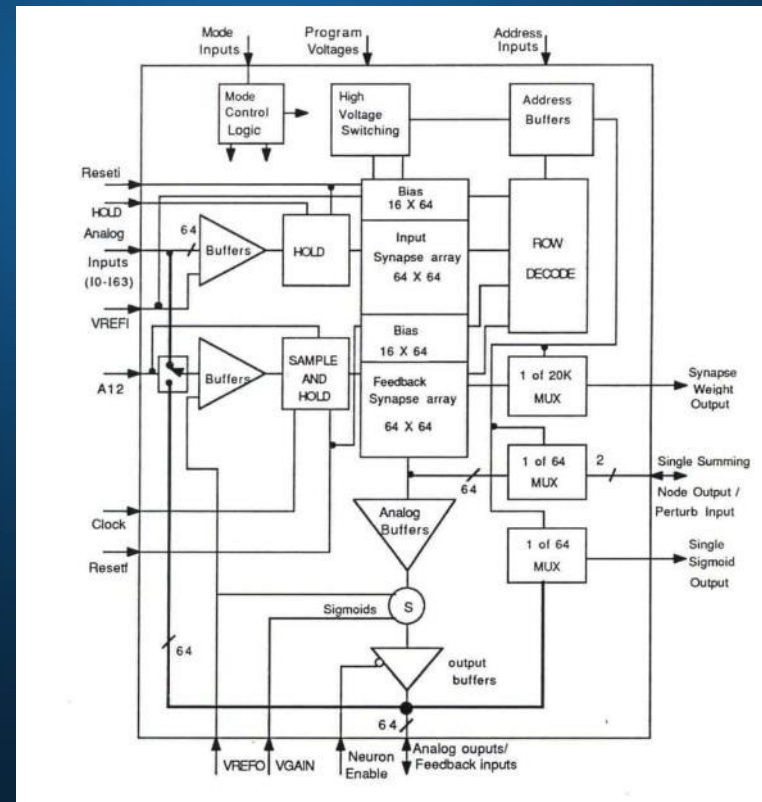 Mode
Inputs
Program
Voltages
Address
Inputs
Mode
Control
Logic
High
Voltage
Switching
Address
Buffers
Reseti
HOLD
Analog
Inputs
(I0-I63)
VREFI
64
Buffers
HOLD
Bias
16 X 64
Input
Synapse array
64 X 64
ROW
DECODE
A12
Buffers
SAMPLE
AND
HOLD
Bias
16 X 64
Feedback
Synapse array
64 X 64
1 of 20K
MUX
Synapse
Weight
Output
64
1 of 64
MUX
2
Single Summing
Node Output /
Perturb Input
Clock
Resetf
Analog
Buffers
1 of 64
MUX
Single
Sigmoid
Output
Sigmoids
S
64
output
buffers
64
VREFO
VGAIN
Neuron
Enable
Analog ouputs/
Feedback inputs